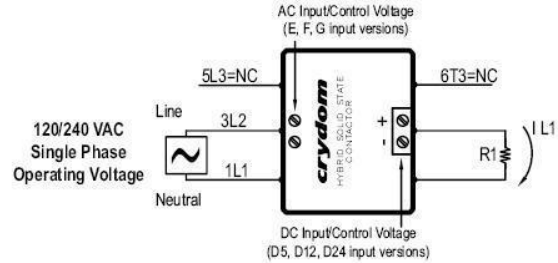 AC Input/Control Voltage
(E, F, G input versions)
5L3=NC
6T3=NC
Line
3L2
120/240 VAC
Single Phase
Operating Voltage
1L1
Neutral
crydom
HYBRID SOLID STATE
CONTACTOR
+
-
R1
I L1
DC Input/Control Voltage
(D5, D12, D24 input versions)